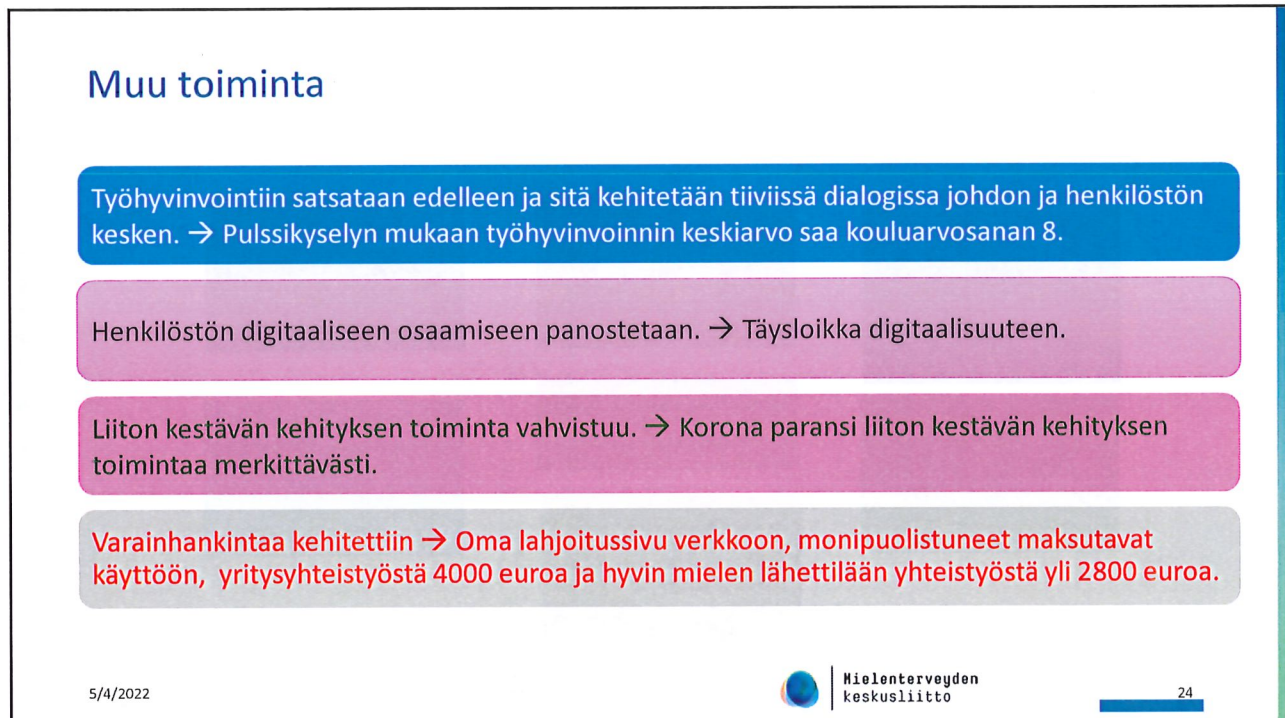 Muu toiminta
Työhyvinvointiin satsataan edelleen ja sitä kehitetään tiiviissä dialogissa johdon ja henkilöstön
kesken. → Pulssikyselyn mukaan työhyvinvoinnin keskiarvo saa kouluarvosanan 8.
Henkilöstön digitaaliseen osaamiseen panostetaan. → Täysloikka digitaalisuuteen.
Liiton kestävän kehityksen toiminta vahvistuu. → Korona paransi liiton kestävän kehityksen
toimintaa merkittävästi.
Varainhankintaa kehitettiin → Oma lahjoitussivu verkkoon, monipuolistuneet maksutavat
käyttöön, yritysyhteistyöstä 4000 euroa ja hyvin mielen lähettilään yhteistyöstä yli 2800 euroa.
5/4/2022
Mielenterveyden
keskusliitto
24